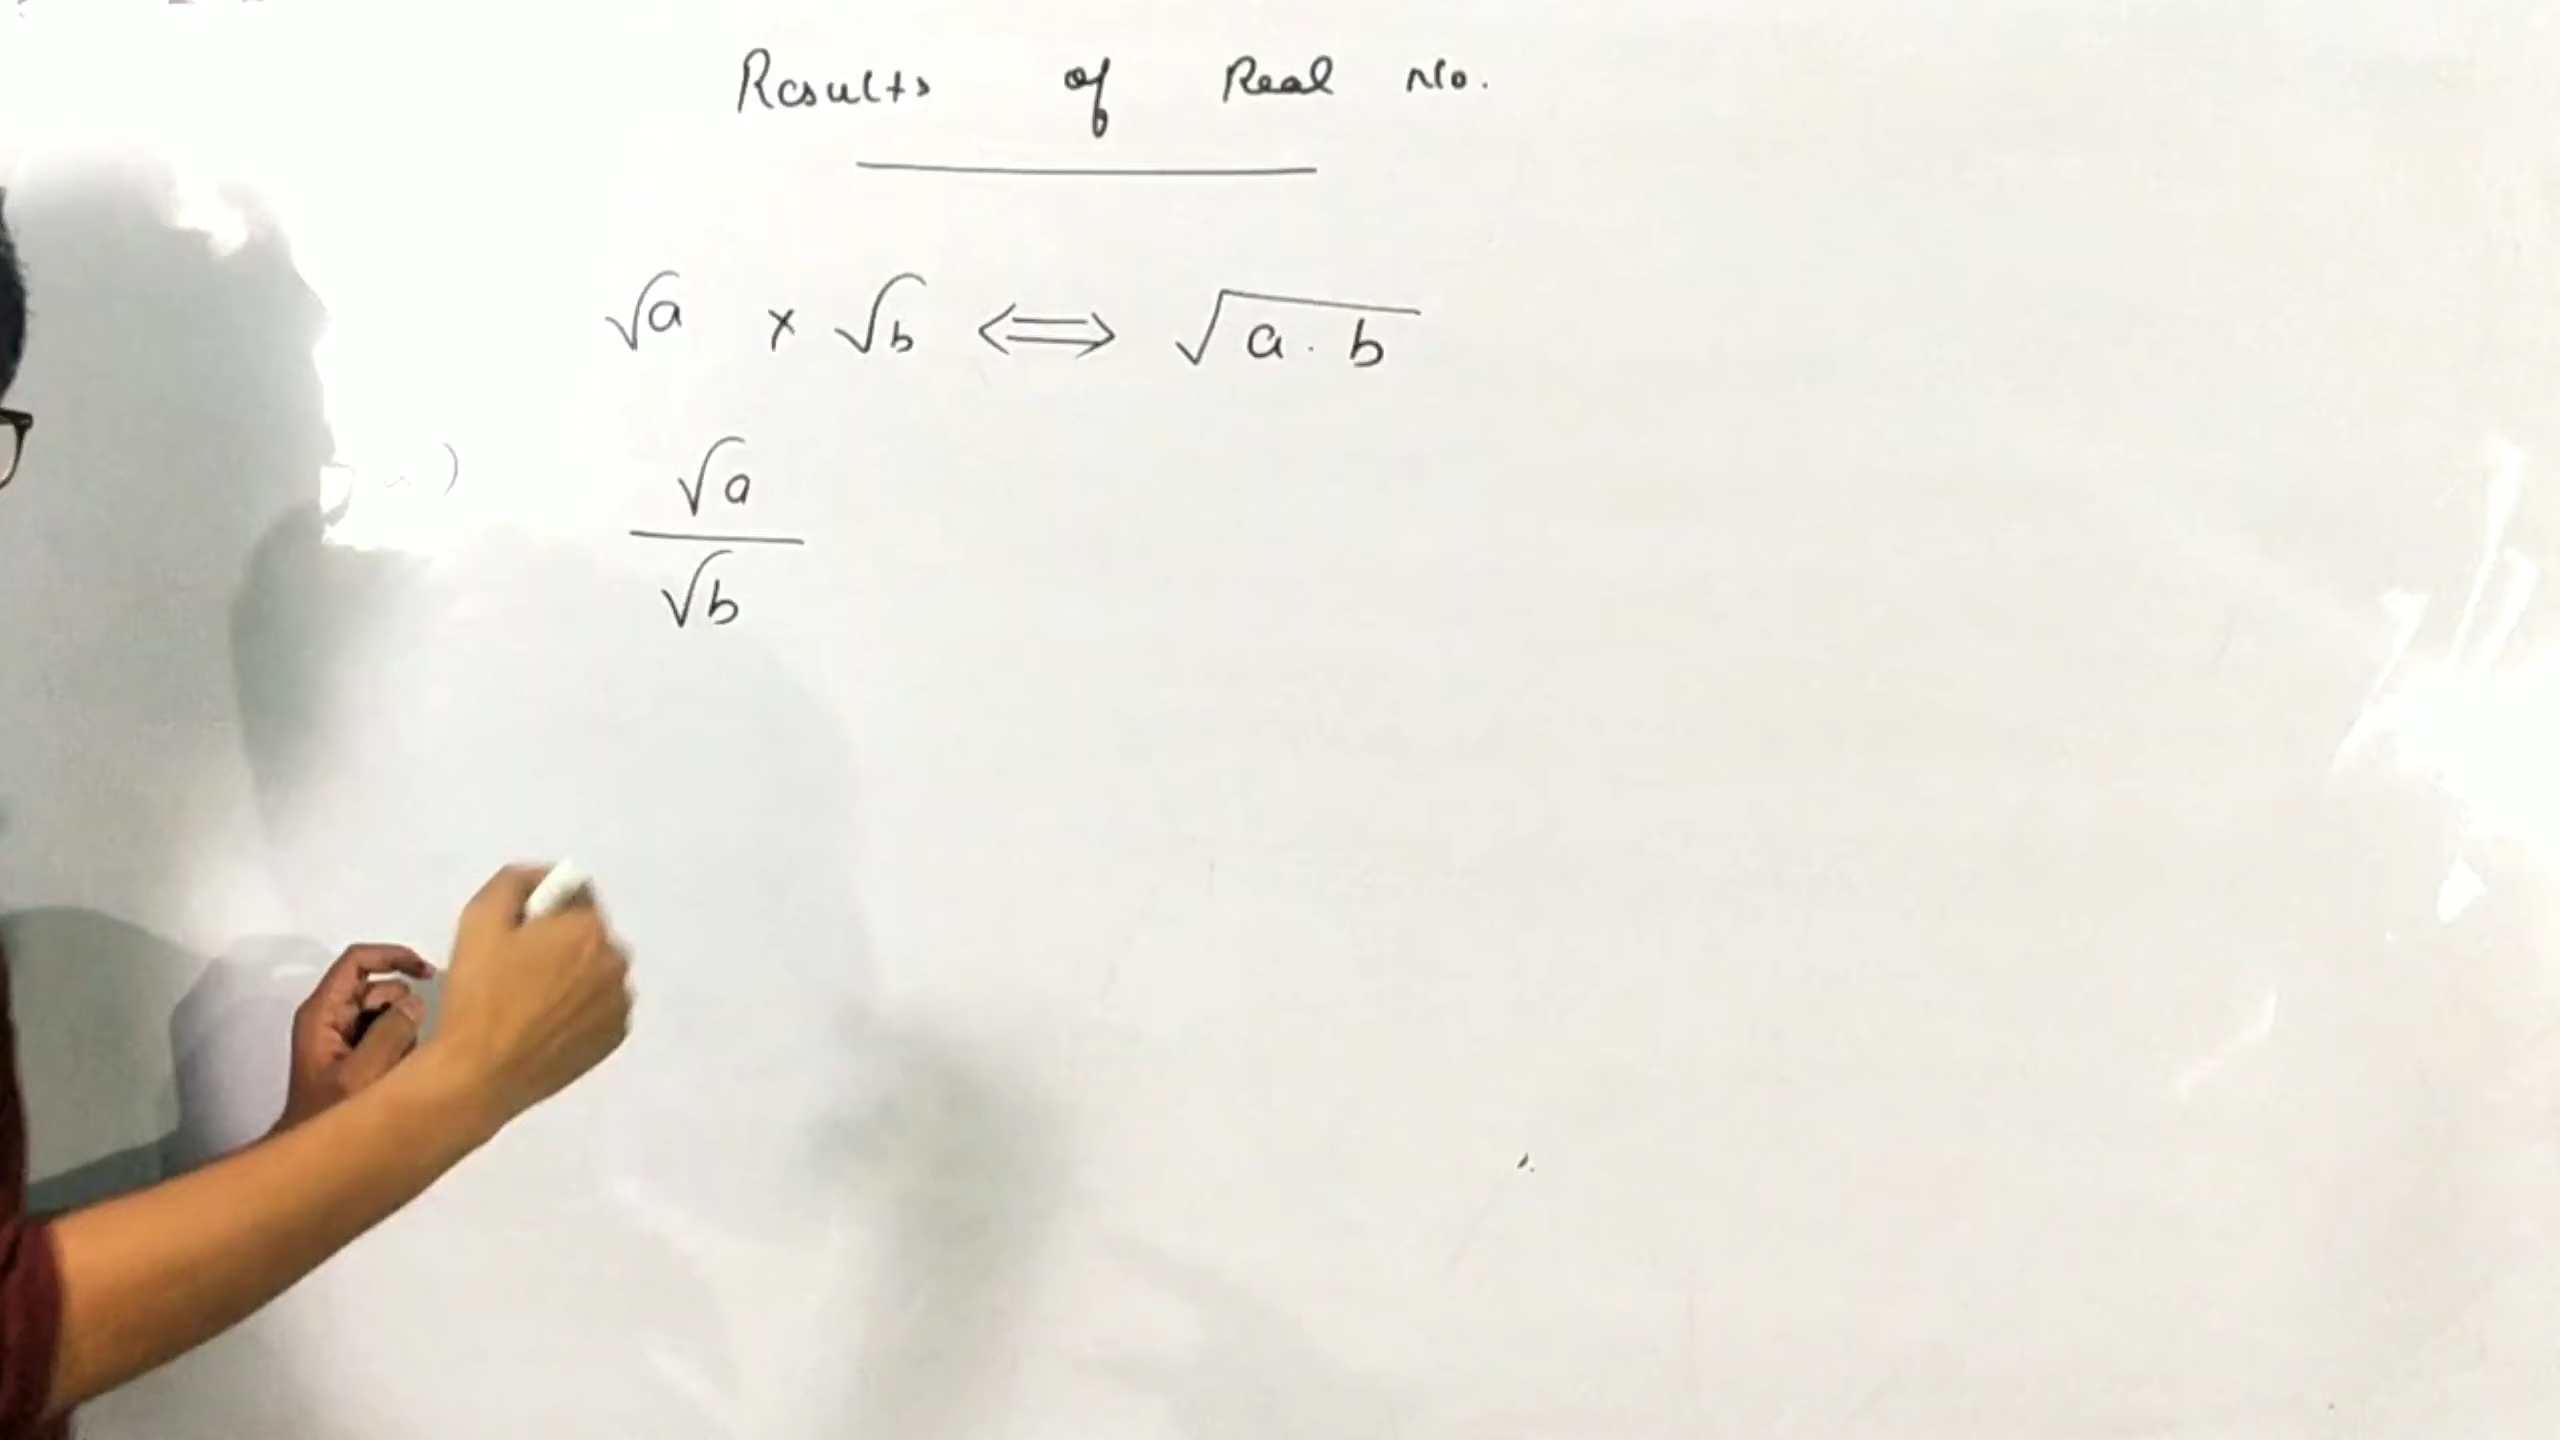 Results of Real No.
√a × √b ⟺ √a . b
√a
√b